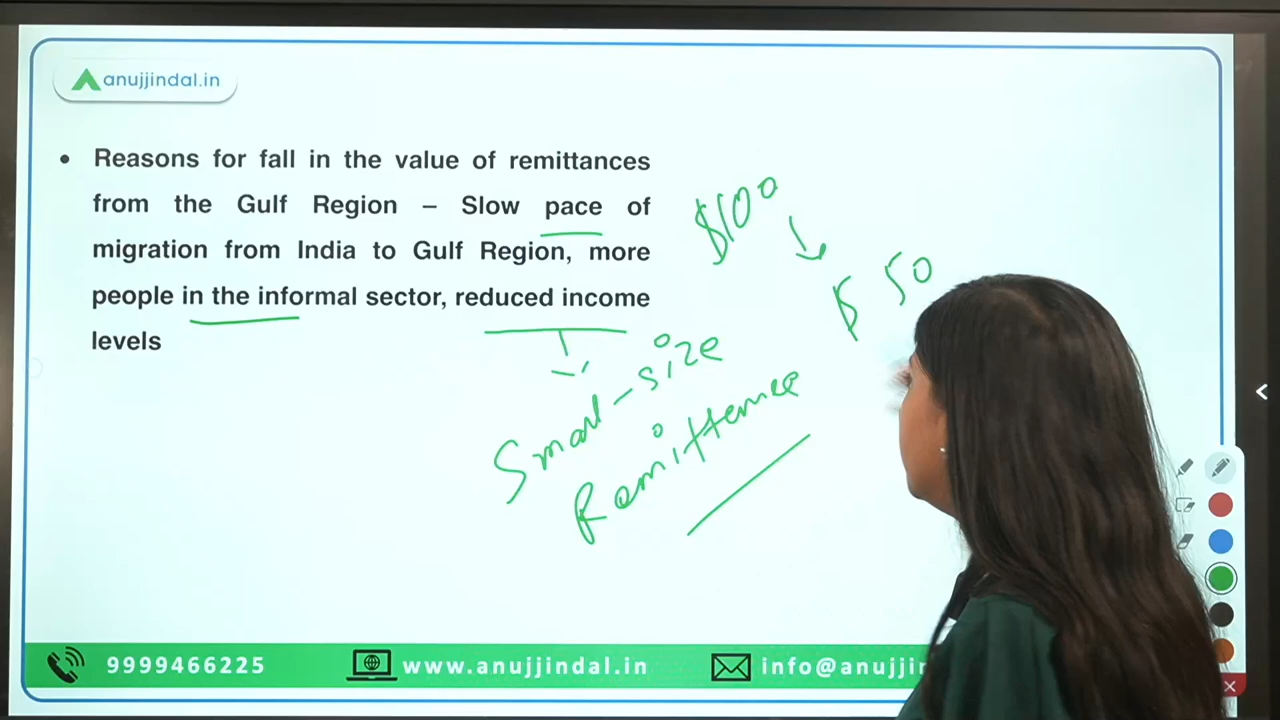 anujjindal.in
• Reasons for fall in the value of remittances
from the Gulf Region – Slow pace of
migration from India to Gulf Region, more
people in the informal sector, reduced income
levels
$100
$ 50
Small-size
Remittence
9999466225
www.anujjindal.in
info@anujji